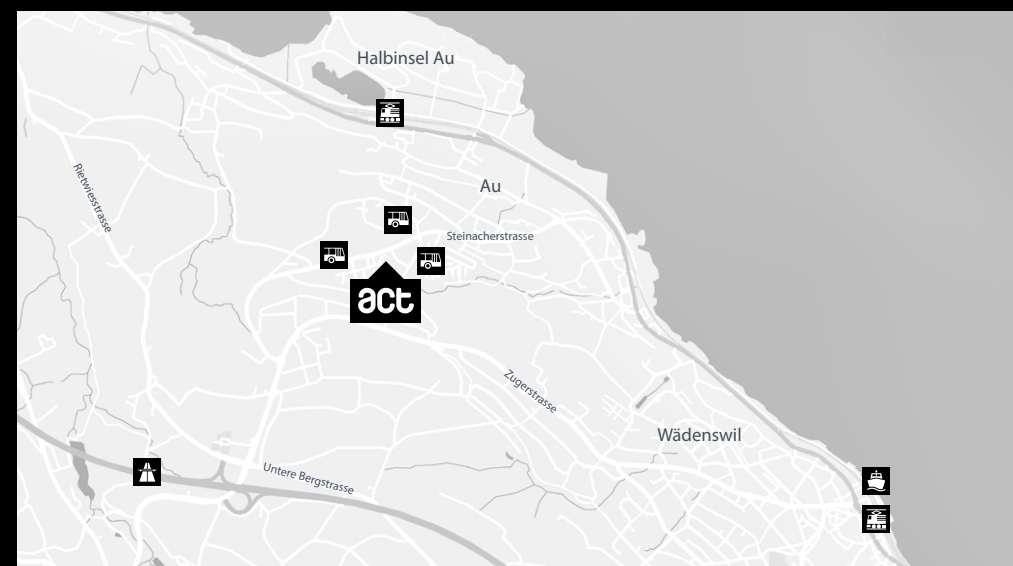 Halbinsel Au
Rietwiesstrasse
Au
Steinacherstrasse
act
Zugerstrasse
Wädenswil
Untere Bergstrasse